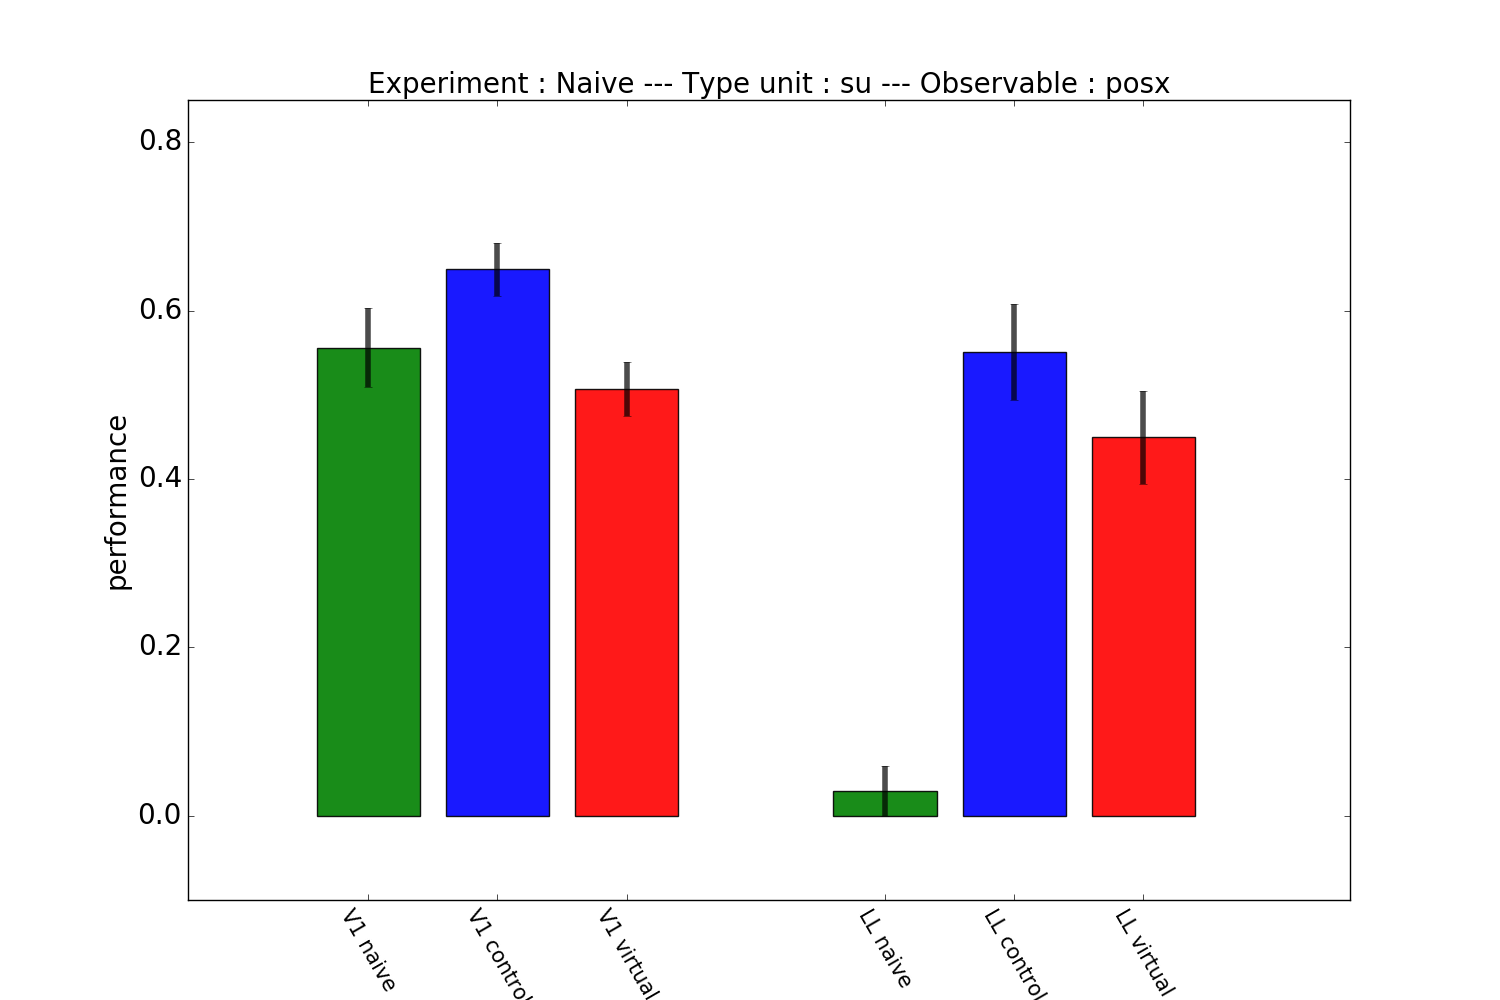 Experiment : Naive --- Type unit : su --- Observable : posx
0.8
0.6
0.4
0.2
0.0
performance
V1 naive
V1 control
V1 virtual
LL naive
LL control
LL virtual